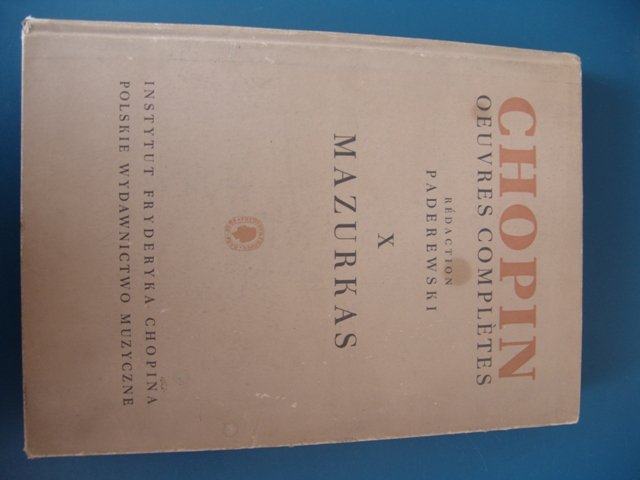 CHOPIN
OEUVRES COMPLÈTES
RÉDACTION
PADEREWSKI
X
MAZURKAS
INSTYTUT FRYDERYKA CHOPINA
POLSKIE WYDAWNICTWO MUZYCZNE